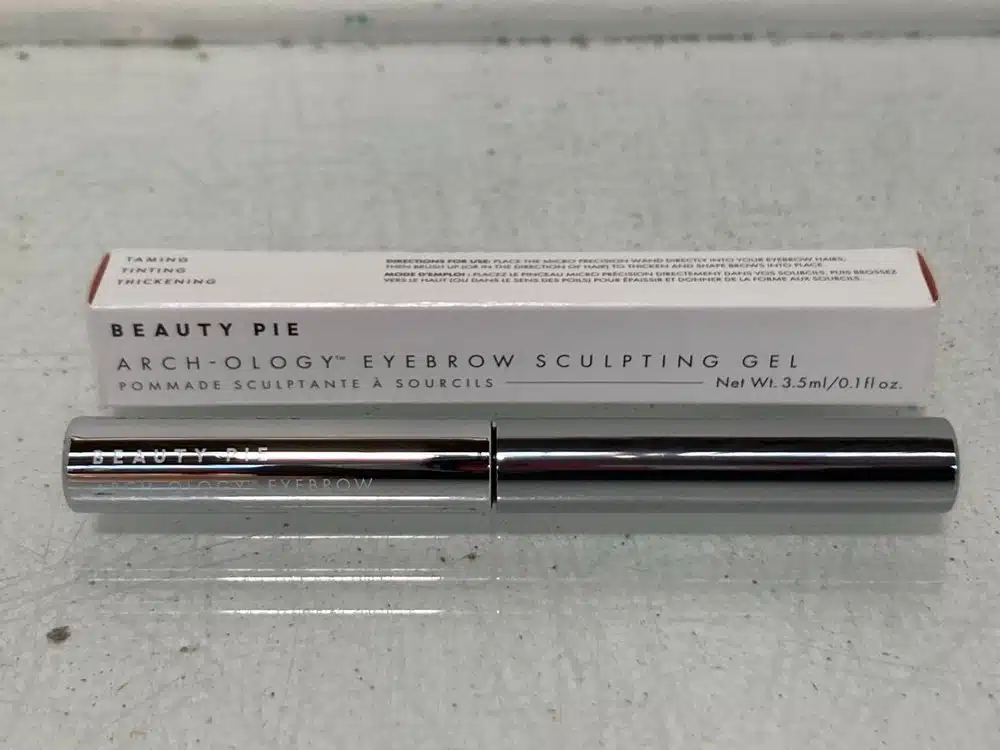 TAMING
TINTING
THICKENING
DIRECTIONS FOR USE: PLACE THE MICRO PRECISION WAND DIRECTLY INTO YOUR EYEBROW HAIRS,
THEN BRUSH UP (OR IN THE DIRECTION OF HAIR) TO THICKEN AND SHAPE BROWS INTO PLACE.
MODE D'EMPLOI : PLACEZ LE PINCEAU MICRO PRÉCISION DIRECTEMENT DANS VOS SOURCILS, PUIS BROSSEZ
VERS LE HAUT (OU DANS LE SENS DES POILS) POUR ÉPAISSIR ET DONNER DE LA FORME AUX SOURCILS.
BEAUTY PIE
ARCH-OLOGY™ EYEBROW SCULPTING GEL
POMMADE SCULPTANTE À SOURCILS
Net Wt. 3.5ml/0.1fl oz.
BEAUTY PIE
ARCH-OLOGY™ EYEBROW